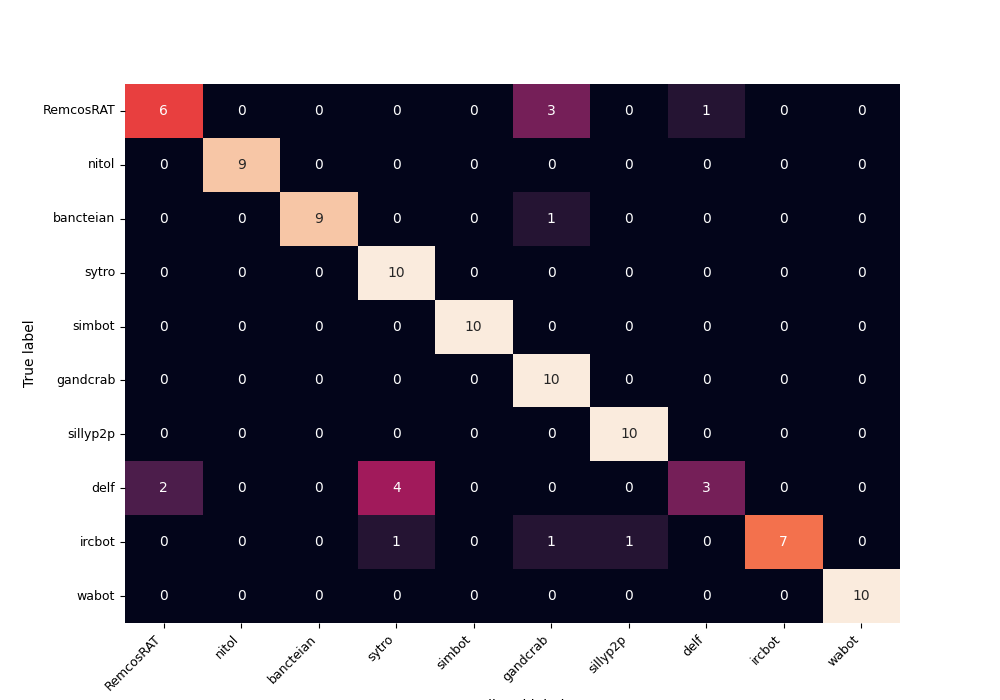 RemcosRAT 6 0 0 0 0 3 0 1 0 0
nitol 0 9 0 0 0 0 0 0 0 0
bancteian 0 0 9 0 0 1 0 0 0 0
sytro 0 0 0 10 0 0 0 0 0 0
simbot 0 0 0 0 10 0 0 0 0 0
gandcrab 0 0 0 0 0 10 0 0 0 0
sillyp2p 0 0 0 0 0 0 10 0 0 0
delf 2 0 0 4 0 0 0 3 0 0
ircbot 0 0 0 1 0 1 1 0 7 0
wabot 0 0 0 0 0 0 0 0 0 10
True label
RemcosRAT nitol bancteian sytro simbot gandcrab sillyp2p delf ircbot wabot